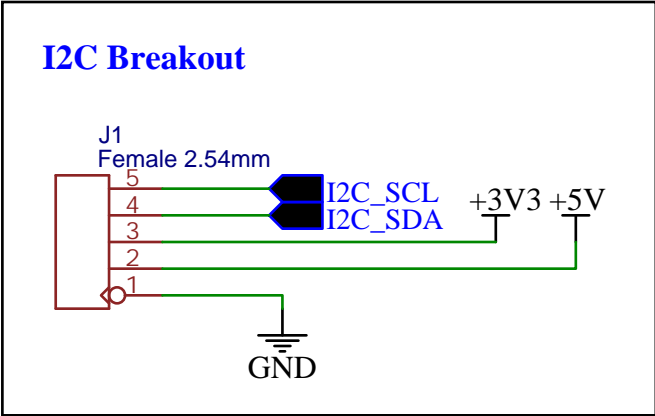 I2C Breakout
J1
Female 2.54mm
5
I2C_SCL
+3V3 +5V
4
I2C_SDA
3
2
1
GND